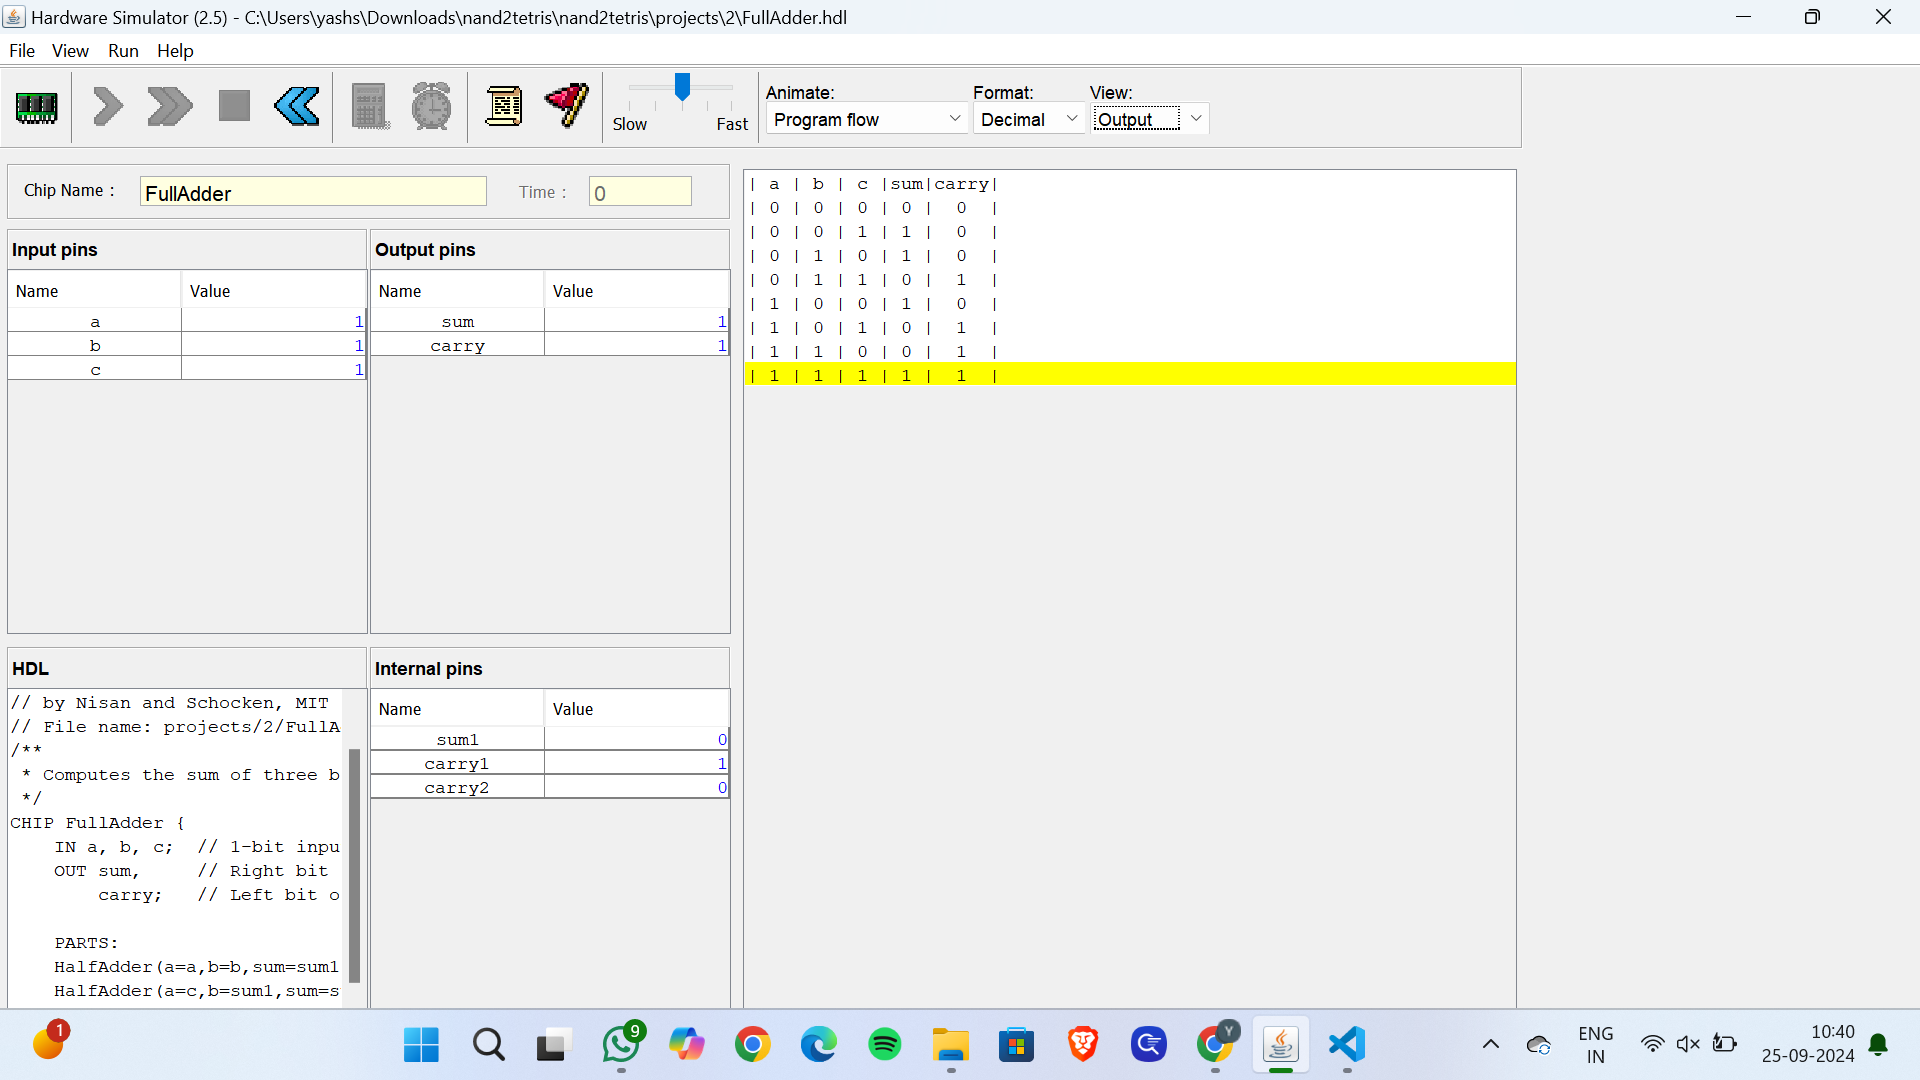 Hardware Simulator (2.5) - C:\Users\yashs\Downloads\nand2tetris\nand2tetris\projects\2\FullAdder.hdl
File View Run Help
Slow Fast
Animate: Format: View:
Program flow Decimal Output
Chip Name : FullAdder Time : 0
Input pins
Name Value
a 1
b 1
c 1
Output pins
Name Value
sum 1
carry 1
| a | b | c |sum|carry|
| 0 | 0 | 0 | 0 | 0 |
| 0 | 0 | 1 | 1 | 0 |
| 0 | 1 | 0 | 1 | 0 |
| 0 | 1 | 1 | 0 | 1 |
| 1 | 0 | 0 | 1 | 0 |
| 1 | 0 | 1 | 0 | 1 |
| 1 | 1 | 0 | 0 | 1 |
| 1 | 1 | 1 | 1 | 1 |
HDL
// by Nisan and Schocken, MIT
// File name: projects/2/FullA
/**
* Computes the sum of three b
*/
CHIP FullAdder {
IN a, b, c; // 1-bit inpu
OUT sum, // Right bit
carry; // Left bit o
PARTS:
HalfAdder(a=a,b=b,sum=sum1
HalfAdder(a=c,b=sum1,sum=s
Internal pins
Name Value
sum1 0
carry1 1
carry2 0
1
9
Y
ENG
IN
10:40
25-09-2024